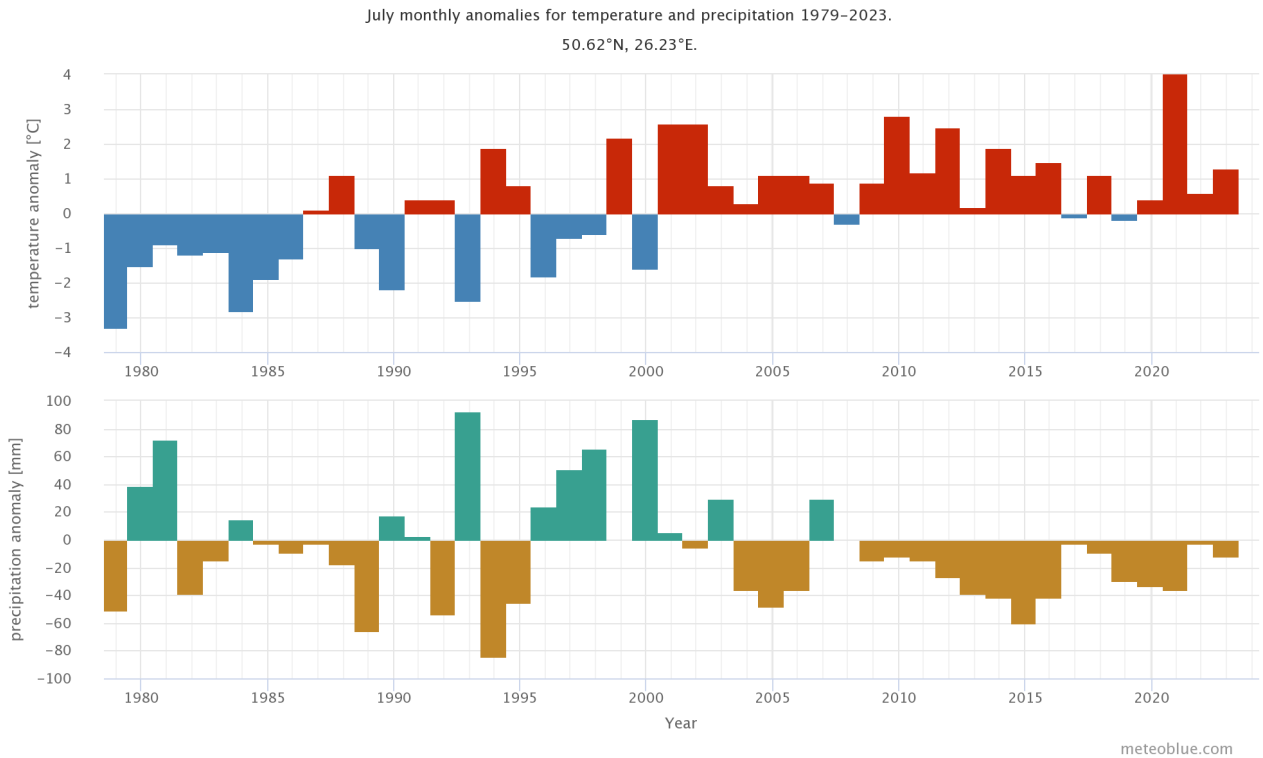 July monthly anomalies for temperature and precipitation 1979-2023.
50.62°N, 26.23°E.
temperature anomaly [°C]
4
3
2
1
0
-1
-2
-3
-4
1980 1985 1990 1995 2000 2005 2010 2015 2020
precipitation anomaly [mm]
100
80
60
40
20
0
-20
-40
-60
-80
-100
1980 1985 1990 1995 2000 2005 2010 2015 2020
Year
meteoblue.com